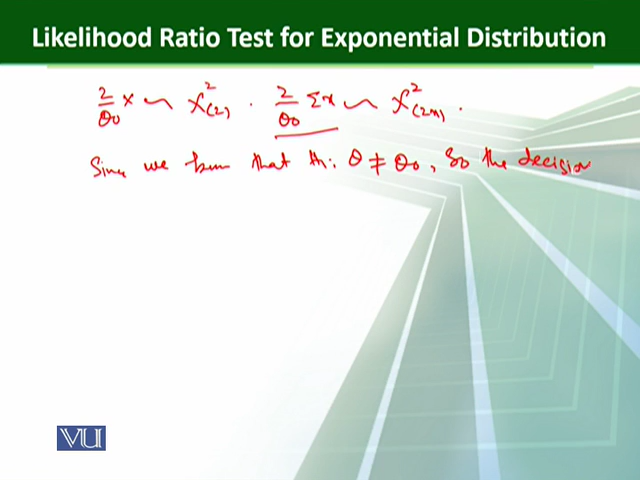 Likelihood Ratio Test for Exponential Distribution
2/θ₀ x ~ χ²₍₂₎ . 2/θ₀ Σx ~ χ²₍₂ₙ₎ .
Since we have that H₁: θ ≠ θ₀, so the decision
VU